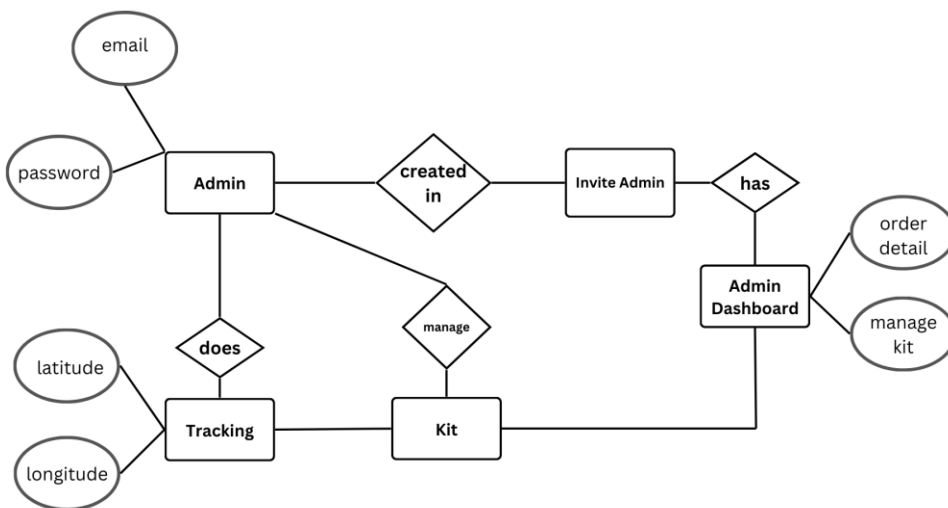 email
password
Admin
created
in
Invite Admin
has
order
detail
Admin
Dashboard
manage
kit
manage
does
latitude
Tracking
Kit
longitude